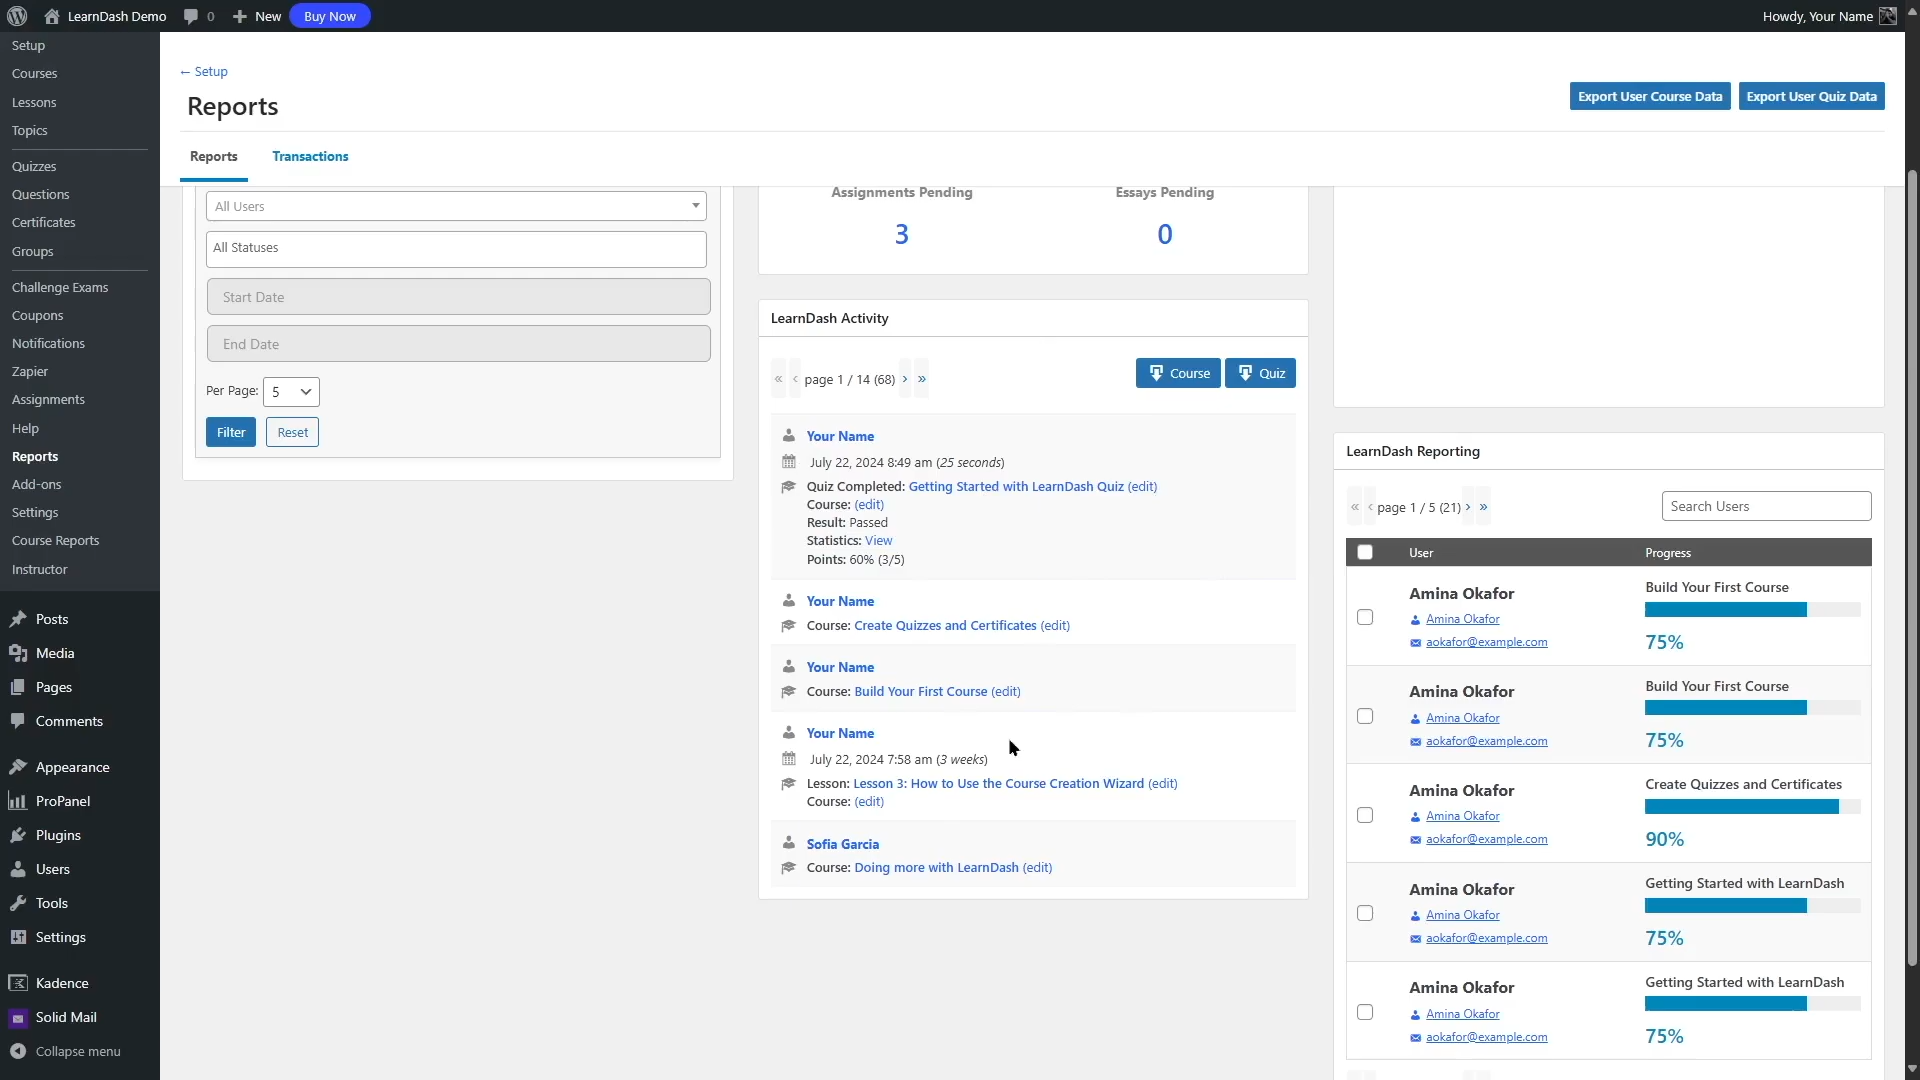 LearnDash Demo
0
New
Buy Now
Howdy, Your Name
Setup
Courses
Lessons
Topics
Quizzes
Questions
Certificates
Groups
Challenge Exams
Coupons
Notifications
Zapier
Assignments
Help
Reports
Add-ons
Settings
Course Reports
Instructor
Posts
Media
Pages
Comments
Appearance
ProPanel
Plugins
Users
Tools
Settings
Kadence
Solid Mail
Collapse menu
← Setup
Reports
Export User Course Data
Export User Quiz Data
Reports
Transactions
All Users
All Statuses
Start Date
End Date
Per Page: 5
Filter
Reset
Assignments Pending
3
Essays Pending
0
LearnDash Activity
« ‹ page 1 / 14 (68) › »
Course
Quiz
Your Name
July 22, 2024 8:49 am (25 seconds)
Quiz Completed: Getting Started with LearnDash Quiz (edit)
Course: (edit)
Result: Passed
Statistics: View
Points: 60% (3/5)
Your Name
Course: Create Quizzes and Certificates (edit)
Your Name
Course: Build Your First Course (edit)
Your Name
July 22, 2024 7:58 am (3 weeks)
Lesson: Lesson 3: How to Use the Course Creation Wizard (edit)
Course: (edit)
Sofia Garcia
Course: Doing more with LearnDash (edit)
LearnDash Reporting
« ‹ page 1 / 5 (21) › »
Search Users
User
Progress
Amina Okafor
Amina Okafor
aokafor@example.com
Build Your First Course
75%
Amina Okafor
Amina Okafor
aokafor@example.com
Build Your First Course
75%
Amina Okafor
Amina Okafor
aokafor@example.com
Create Quizzes and Certificates
90%
Amina Okafor
Amina Okafor
aokafor@example.com
Getting Started with LearnDash
75%
Amina Okafor
Amina Okafor
aokafor@example.com
Getting Started with LearnDash
75%